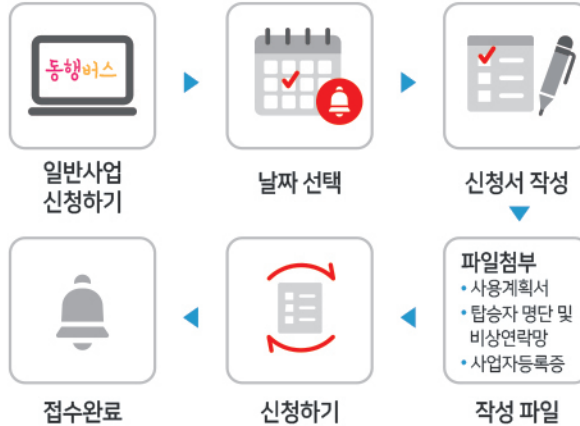 동행버스
일반사업
신청하기
날짜 선택
신청서 작성
파일첨부
• 사용계획서
• 탑승자 명단 및
비상연락망
• 사업자등록증
작성 파일
신청하기
접수완료